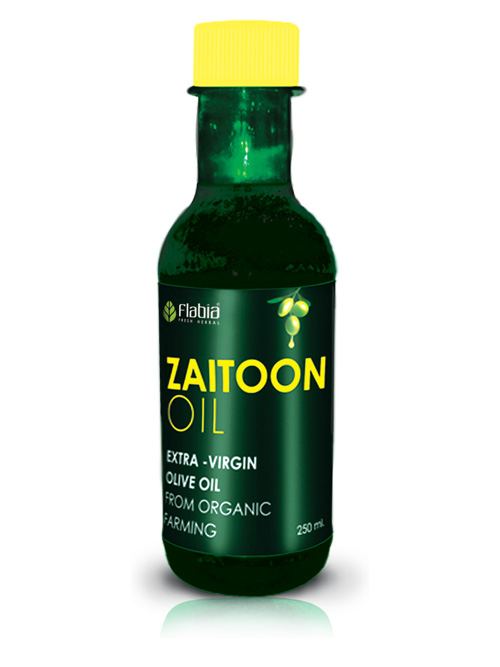 Flabia®
FRESH HERBAL
ZAITOON
OIL
EXTRA -VIRGIN
OLIVE OIL
FROM ORGANIC
FARMING
250 ml.